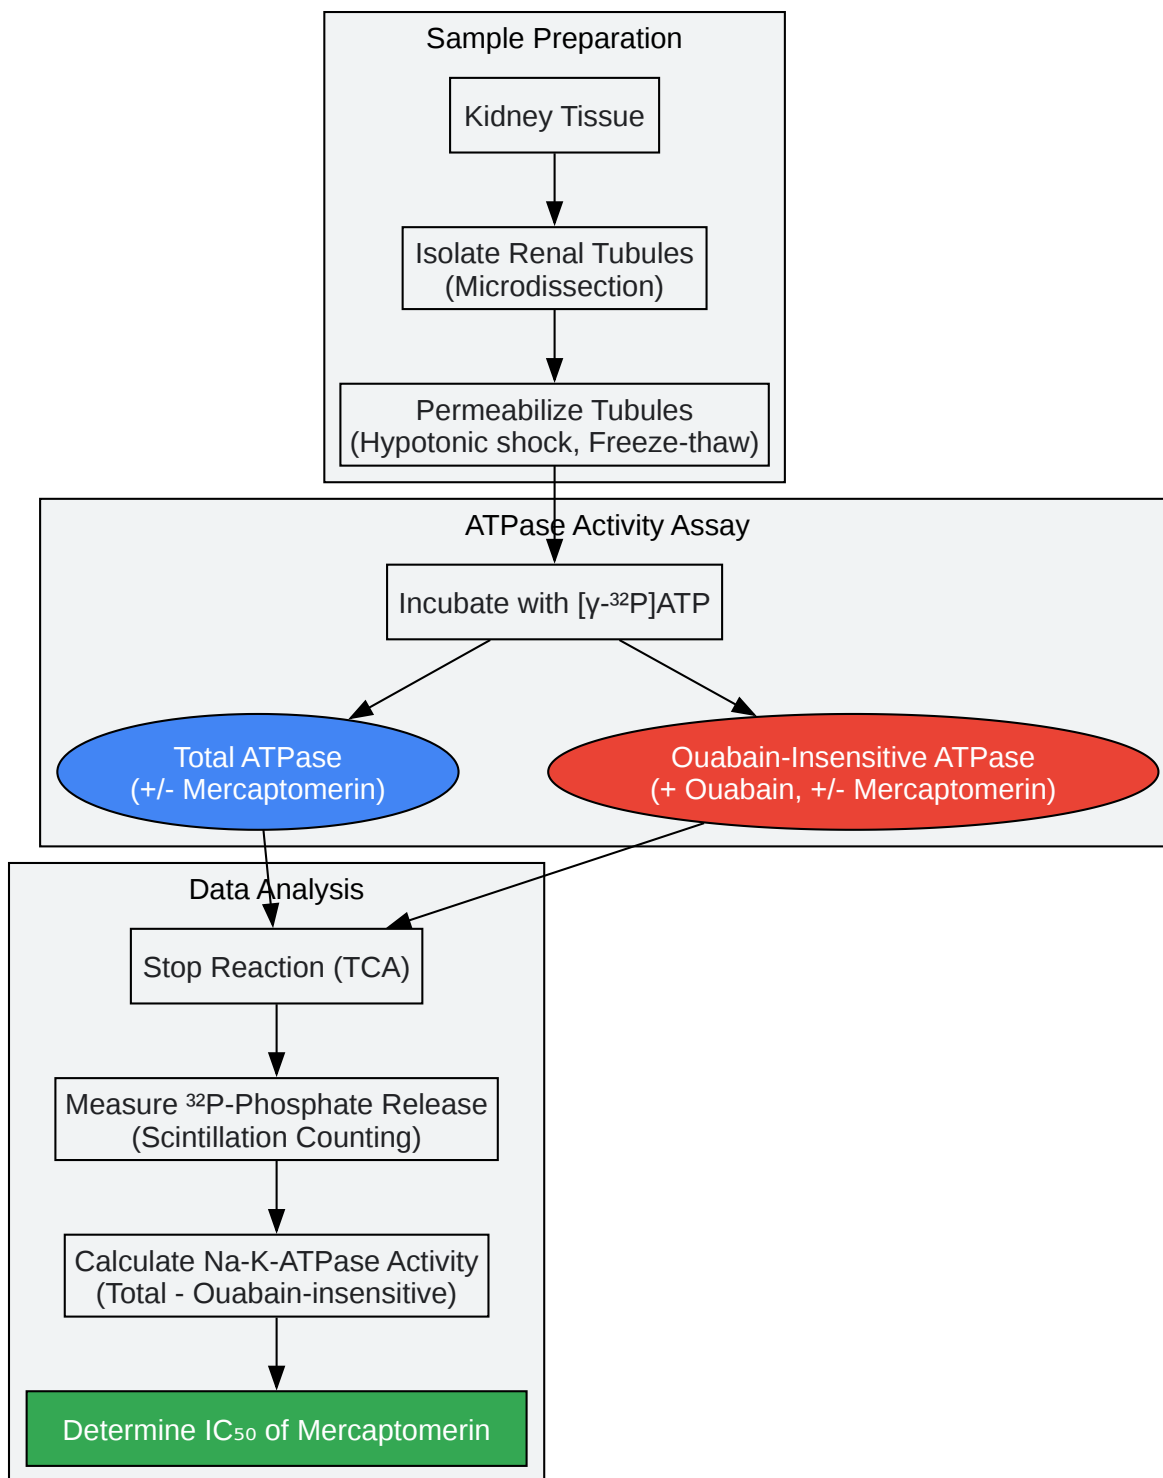 Sample Preparation
Kidney Tissue
Isolate Renal Tubules
(Microdissection)
Permeabilize Tubules
(Hypotonic shock, Freeze-thaw)
ATPase Activity Assay
Incubate with [γ-³²P]ATP
Total ATPase
(+/- Mercaptomerin)
Ouabain-Insensitive ATPase
(+ Ouabain, +/- Mercaptomerin)
Data Analysis
Stop Reaction (TCA)
Measure ³²P-Phosphate Release
(Scintillation Counting)
Calculate Na-K-ATPase Activity
(Total - Ouabain-insensitive)
Determine IC₅₀ of Mercaptomerin